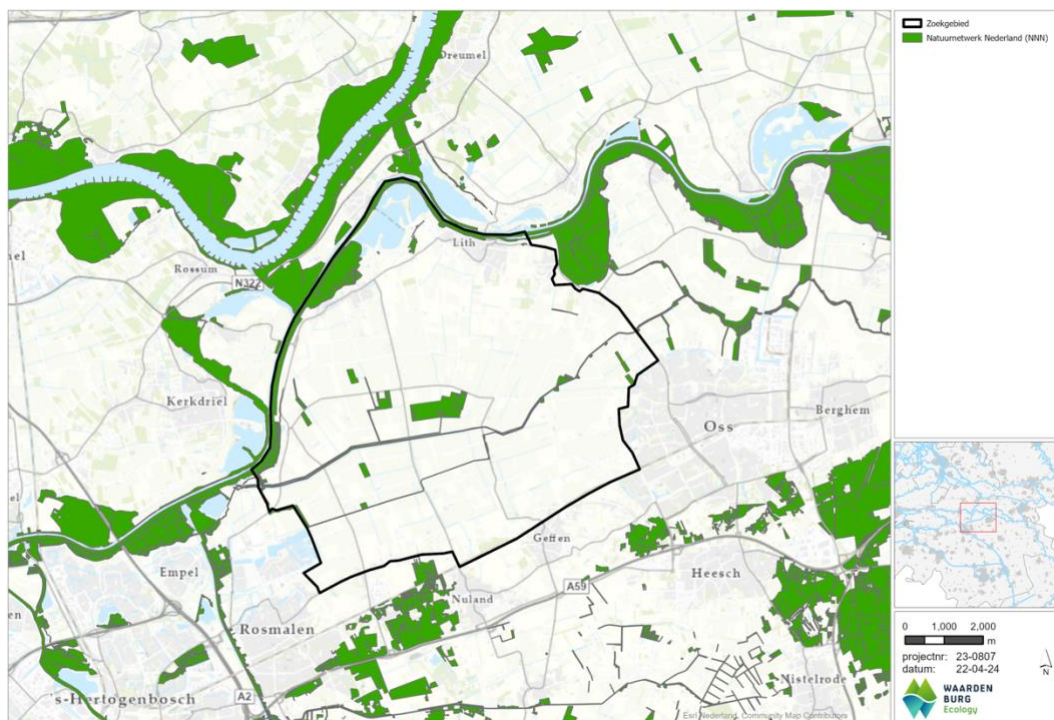 Dreumel
Rossum
N322
Lith
Kerkdriel
Oss
Berghem
Geffen
Empel
Nuland
A59
Heesch
Rosmalen
's-Hertogenbosch
A2
Nistelrode
Esri Nederland, Community Map Contributors
Zoekgebied
Natuurnetwerk Nederland (NNN)
0 1,000 2,000
m
projectnr: 23-0807
datum: 22-04-24
N
WAARDEN
BURG
Ecology